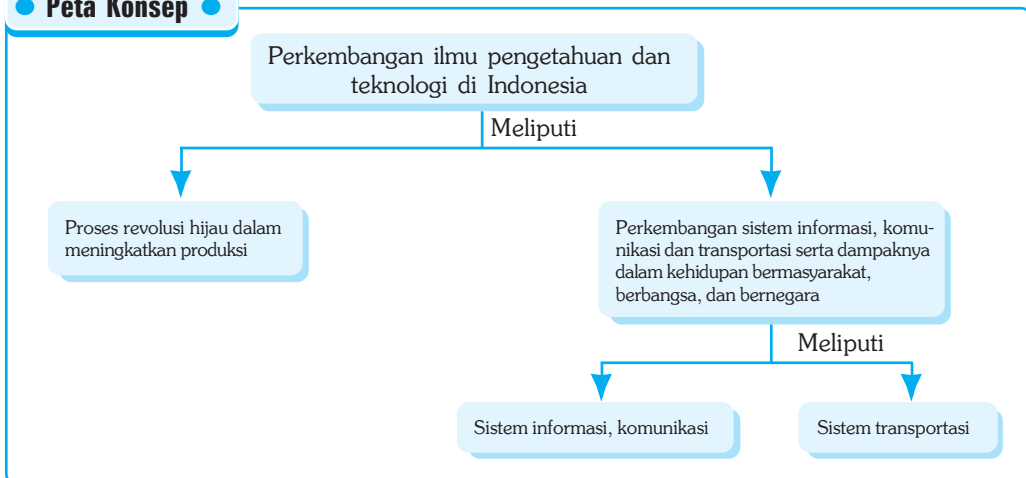 Peta Konsep
Perkembangan ilmu pengetahuan dan
teknologi di Indonesia
Meliputi
Proses revolusi hijau dalam
meningkatkan produksi
Perkembangan sistem informasi, komu-
nikasi dan transportasi serta dampaknya
dalam kehidupan bermasyarakat,
berbangsa, dan bernegara
Meliputi
Sistem informasi, komunikasi
Sistem transportasi